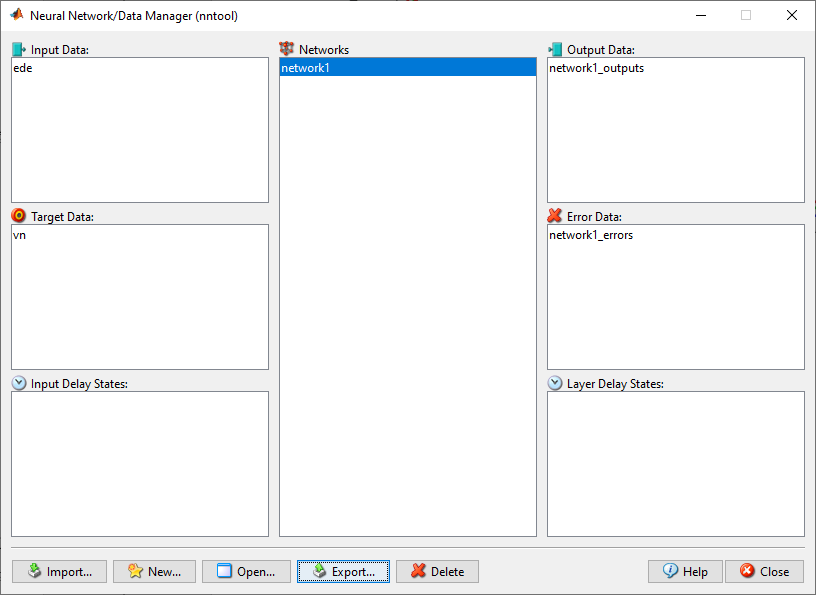 Neural Network/Data Manager (nntool)
Input Data:
ede
Networks
network1
Output Data:
network1_outputs
Target Data:
vn
Error Data:
network1_errors
Input Delay States:
Layer Delay States:
Import...
New...
Open...
Export...
Delete
Help
Close